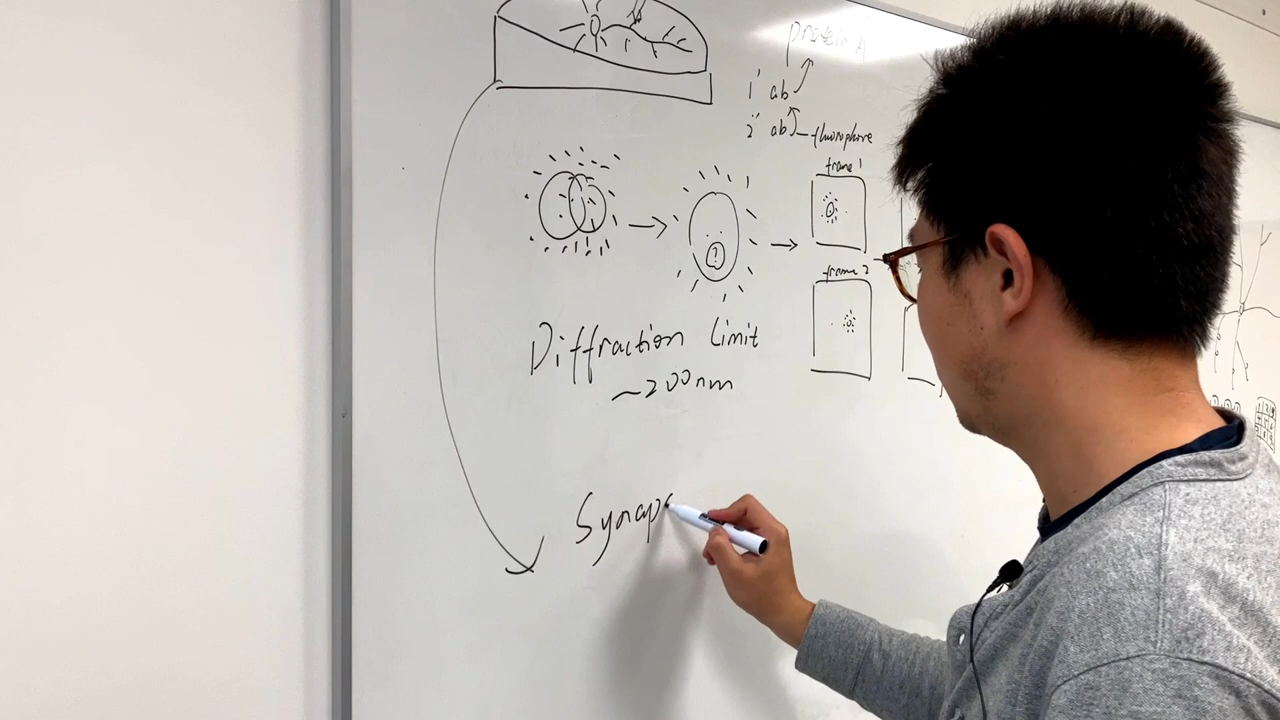 protein A
1' ab
2' ab
fluorophore
frame 1
?
frame 2
Diffraction Limit
~200nm
Synaps